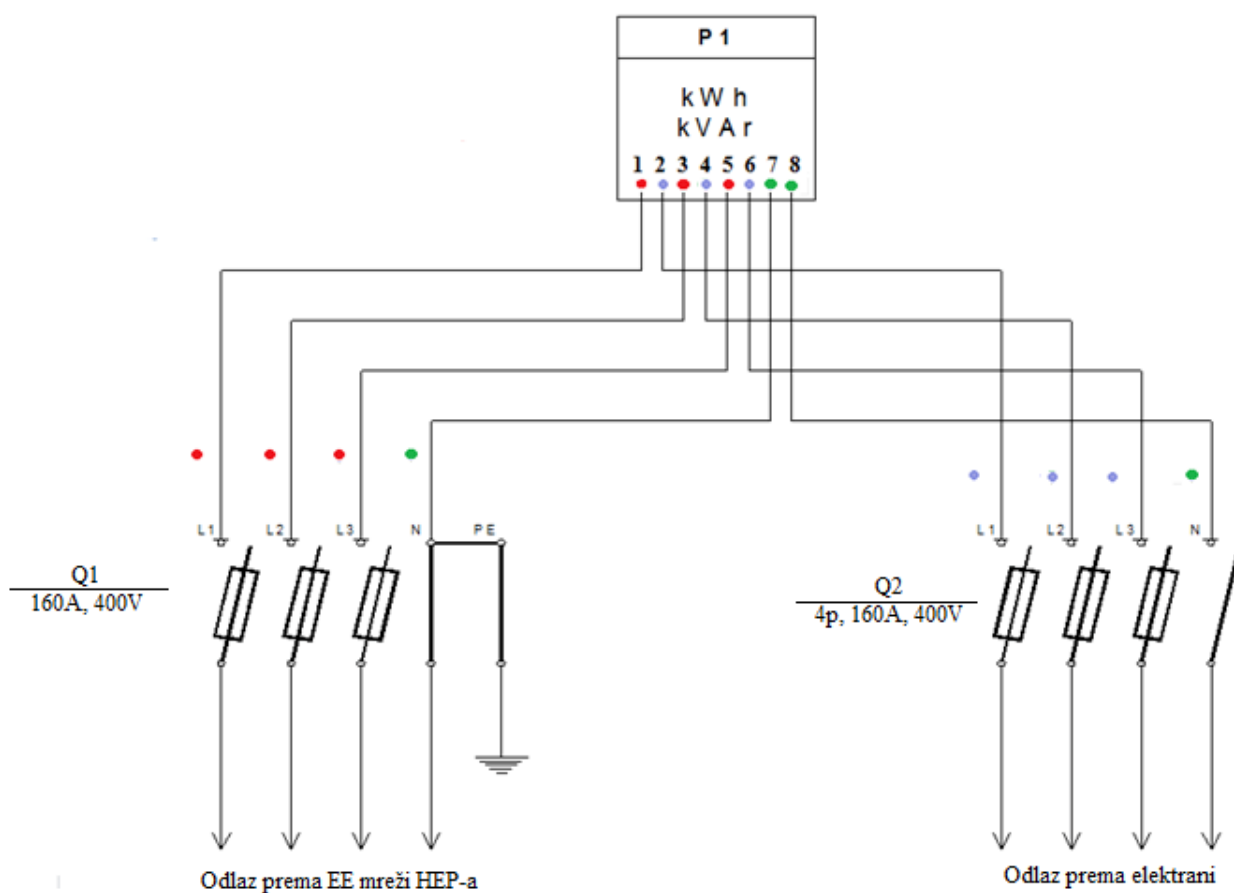 P 1
kWh
kVAr
1 2 3 4 5 6 7 8
L1 L2 L3 N PE
L1 L2 L3 N
Q1
160A, 400V
Q2
4p, 160A, 400V
Odlaz prema EE mreži HEP-a
Odlaz prema elektrani